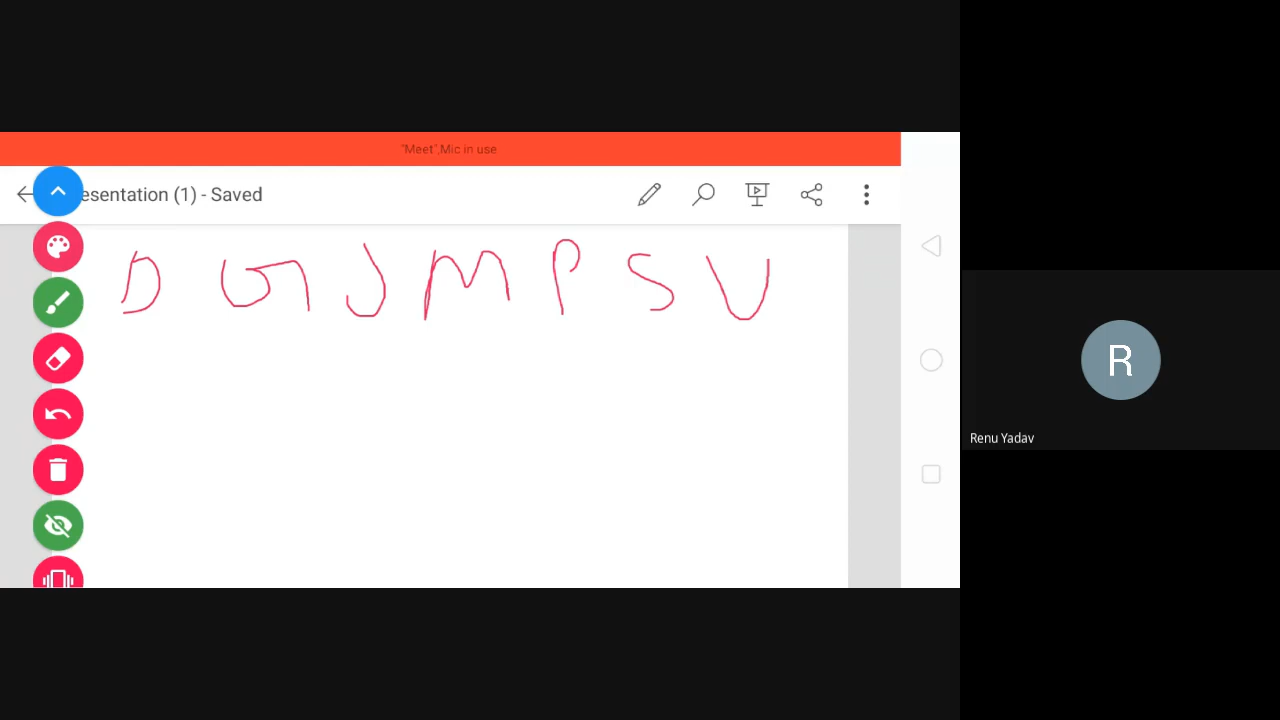 "Meet",Mic in use
esentation (1) - Saved
D G J M P S V
R
Renu Yadav